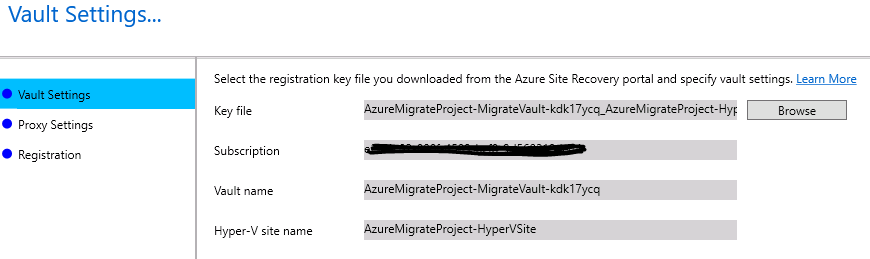 Vault Settings...
Vault Settings
Proxy Settings
Registration
Select the registration key file you downloaded from the Azure Site Recovery portal and specify vault settings. Learn More
Key file AzureMigrateProject-MigrateVault-kdk17ycq_AzureMigrateProject-Hyp Browse
Subscription
Vault name AzureMigrateProject-MigrateVault-kdk17ycq
Hyper-V site name AzureMigrateProject-HyperVSite